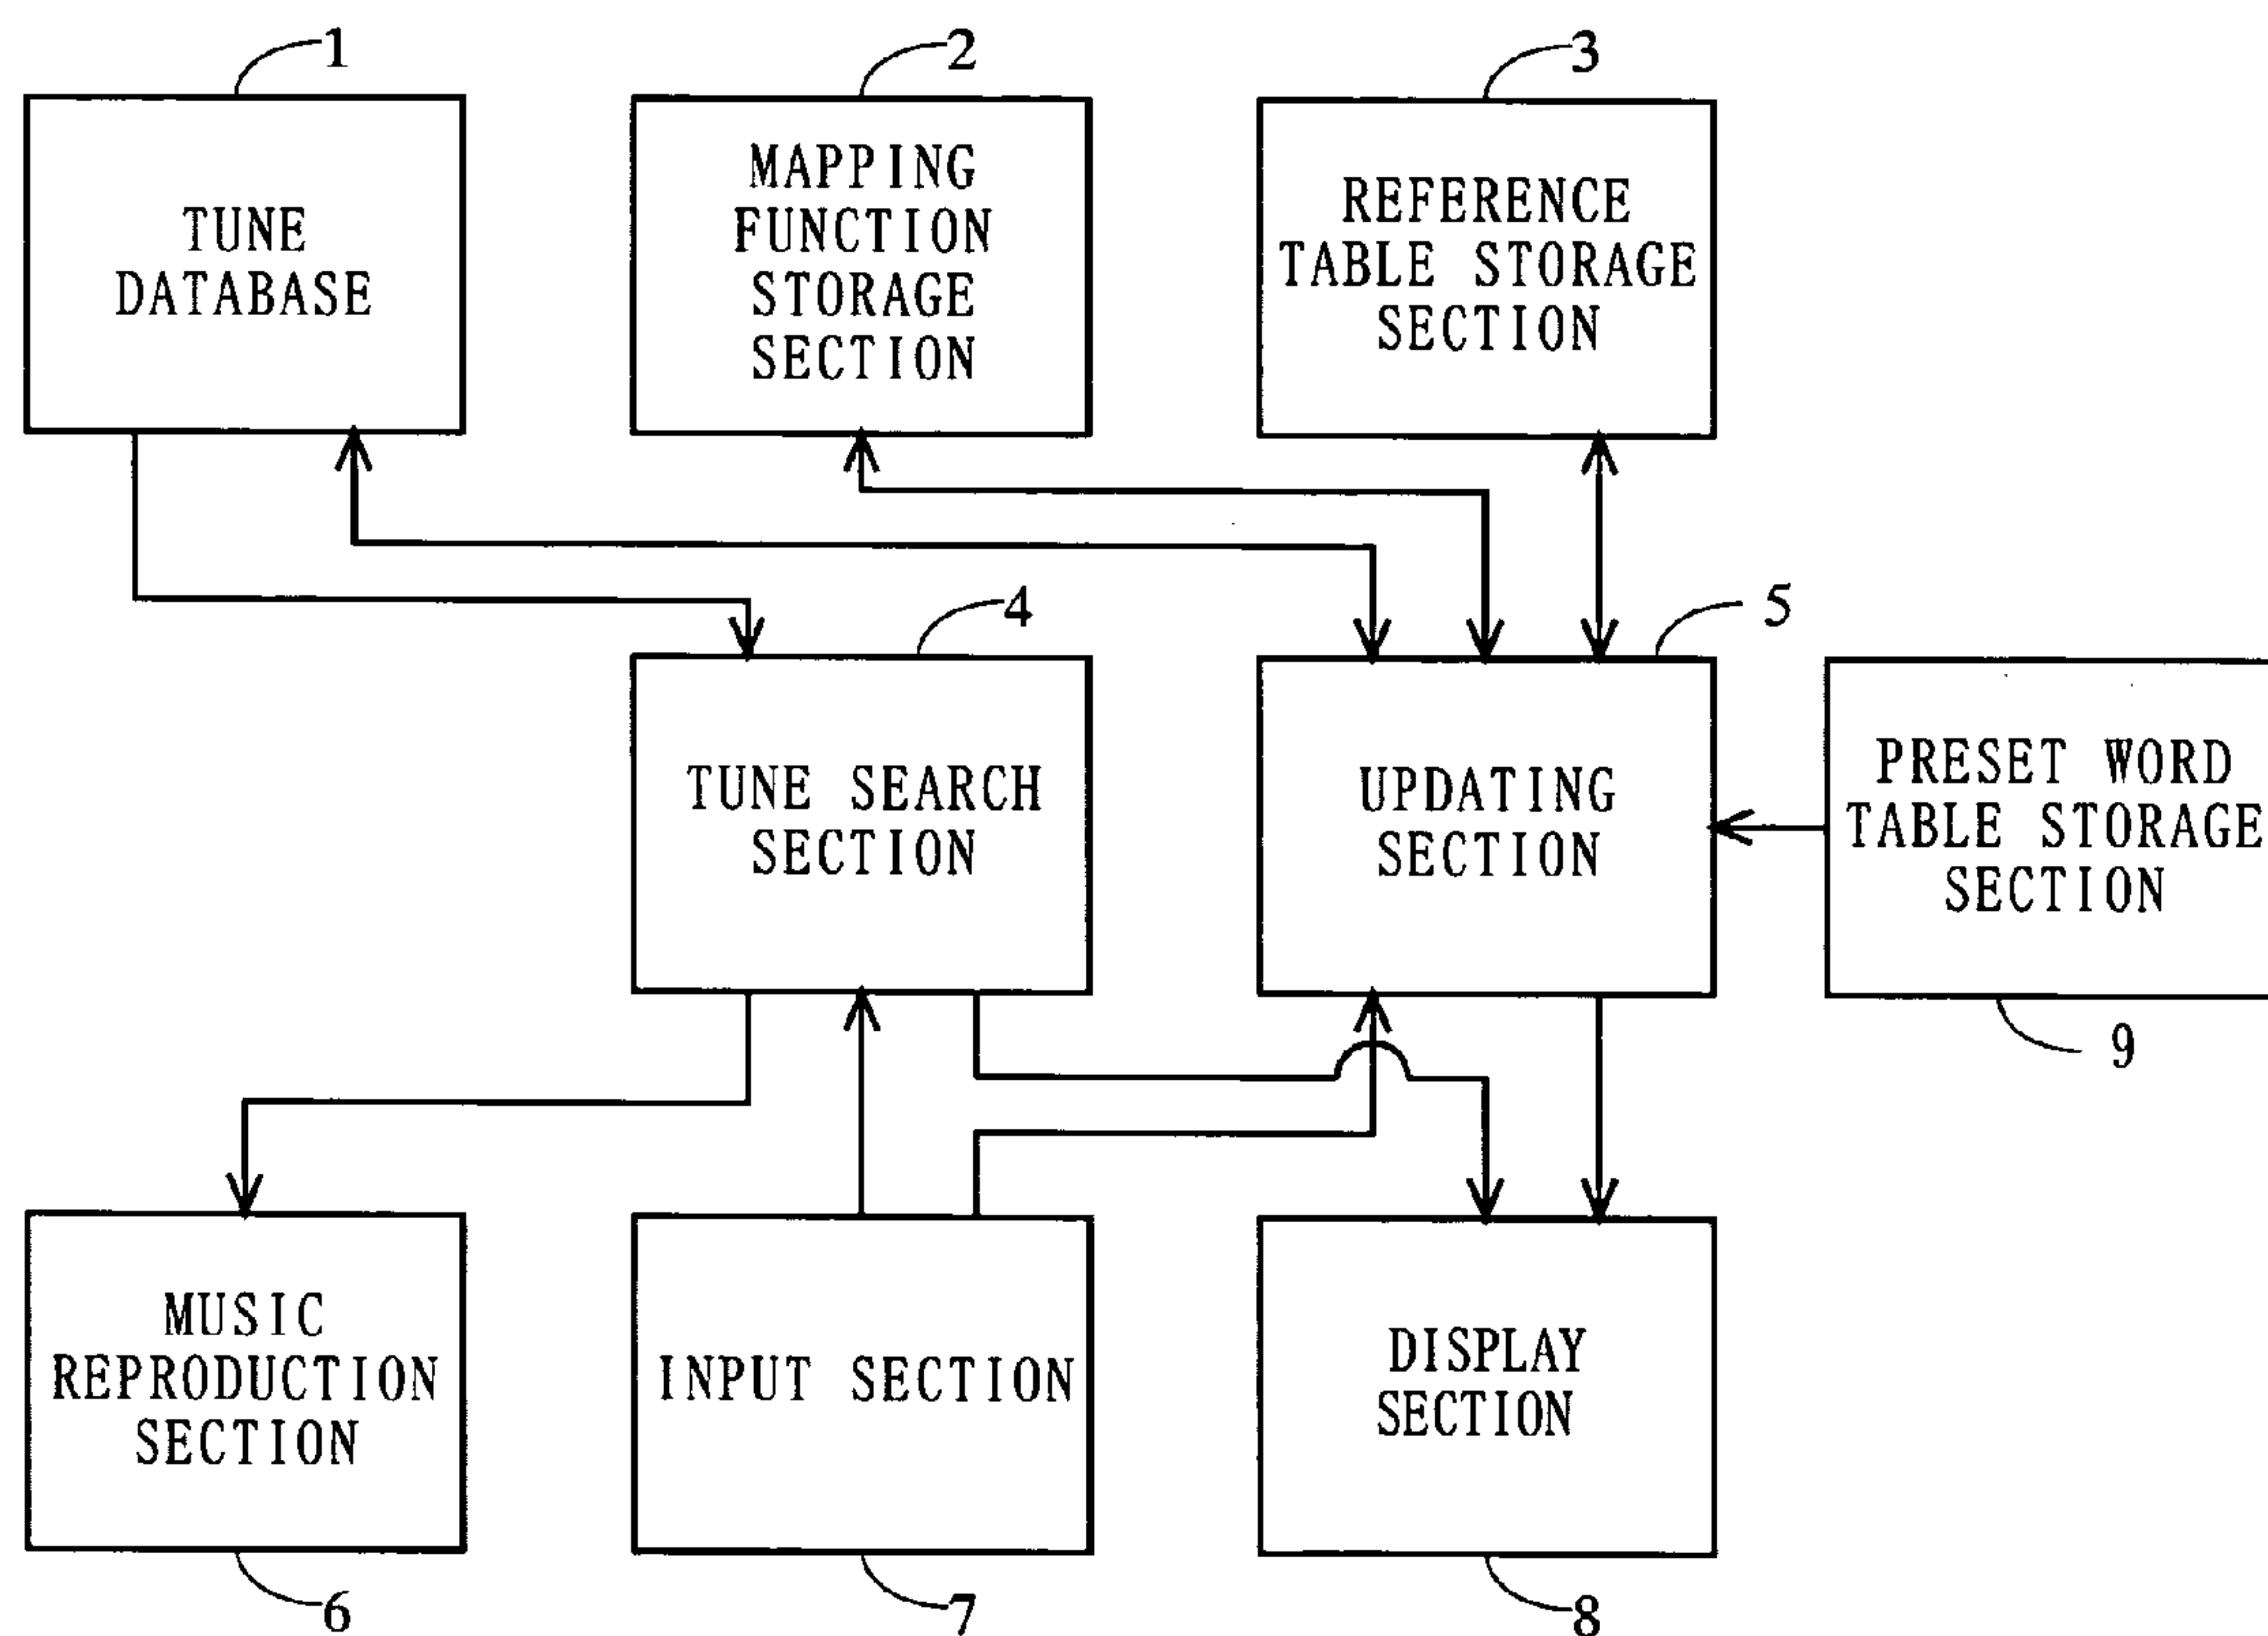 1
2
3
TUNE
DATABASE
MAPPING
FUNCTION
STORAGE
SECTION
REFERENCE
TABLE STORAGE
SECTION
4
5
TUNE SEARCH
SECTION
UPDATING
SECTION
PRESET WORD
TABLE STORAGE
SECTION
9
MUSIC
REPRODUCTION
SECTION
INPUT SECTION
DISPLAY
SECTION
6
7
8